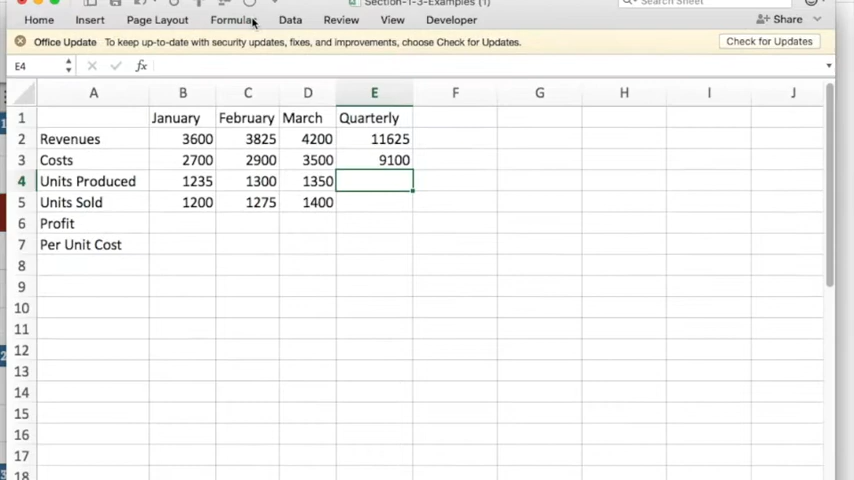 Section-1-3-Examples (1)
Search Sheet
Home Insert Page Layout Formulas Data Review View Developer Share
Office Update To keep up-to-date with security updates, fixes, and improvements, choose Check for Updates. Check for Updates
E4 fx
A B C D E F G H I J
1 January February March Quarterly
2 Revenues 3600 3825 4200 11625
3 Costs 2700 2900 3500 9100
4 Units Produced 1235 1300 1350
5 Units Sold 1200 1275 1400
6 Profit
7 Per Unit Cost
8
9
10
11
12
13
14
15
16
17
18
1
2
3